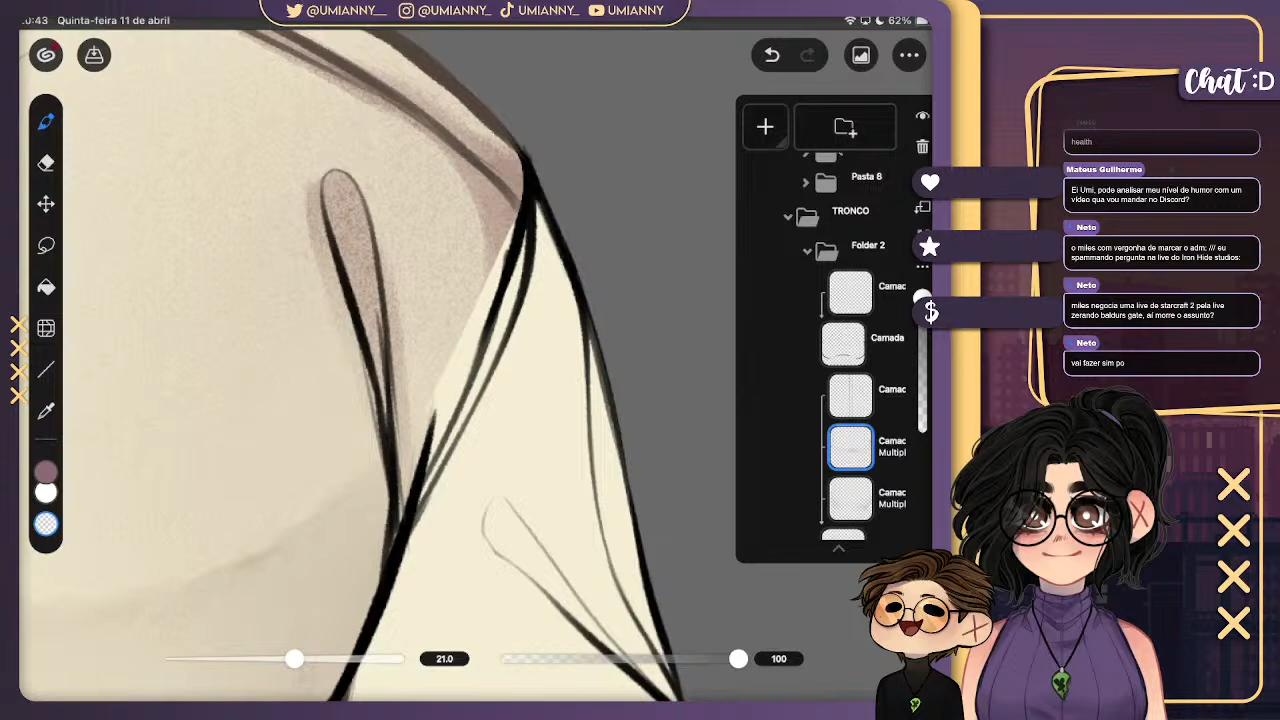 @UMIANNY__ @UMIANNY_ UMIANNY_ UMIANNY
:43 Quinta-feira 11 de abril
62%
Chat :D
health
Mateus Guilherme
Ei Umi, pode analisar meu nível de humor com um
vídeo qua vou mandar no Discord?
Neto
o miles com vergonha de marcar o adm: /// eu
spammando pergunta na live do Iron Hide studios:
Neto
miles negocia uma live de starcraft 2 pela live
zerando baldurs gate, aí morre o assunto?
Neto
vai fazer sim po
Pasta 8
TRONCO
Folder 2
Camac
Camada
Camac
Camac
Multipl
Camac
Multipl
21.0
100
$